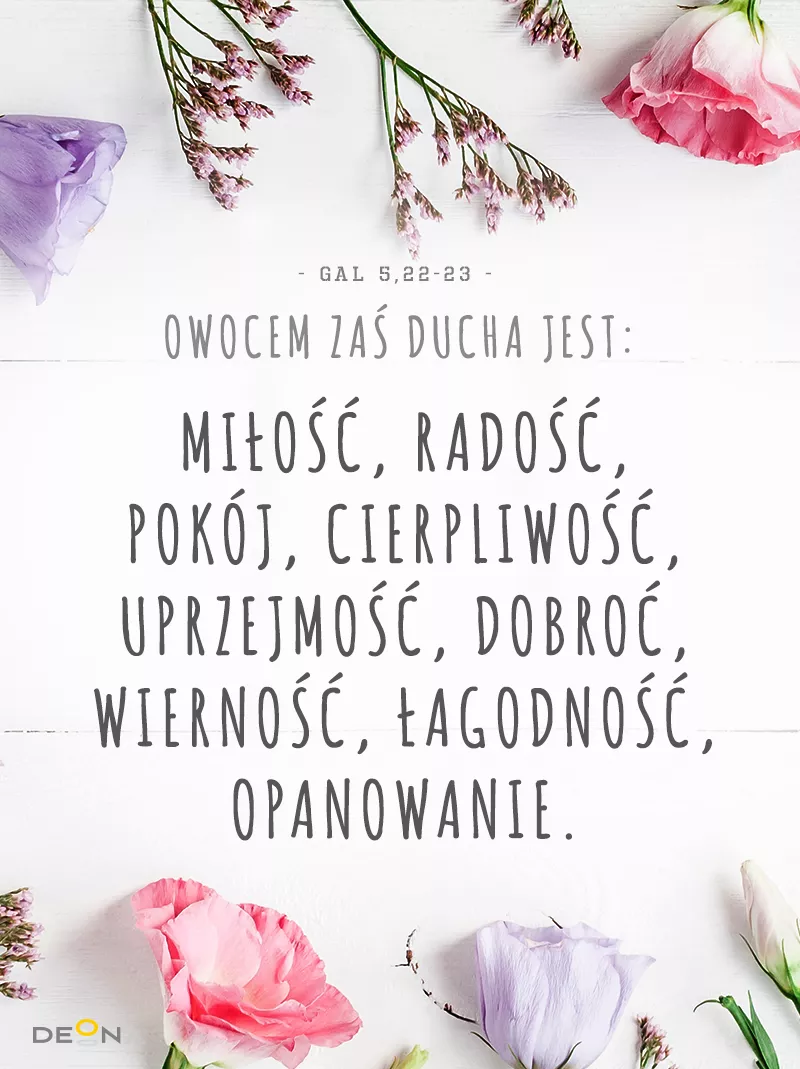 - GAL 5,22-23 -
OWOCEM ZAŚ DUCHA JEST:
MIŁOŚĆ, RADOŚĆ,
POKÓJ, CIERPLIWOŚĆ,
UPRZEJMOŚĆ, DOBROĆ,
WIERNOŚĆ, ŁAGODNOŚĆ,
OPANOWANIE.
DEON